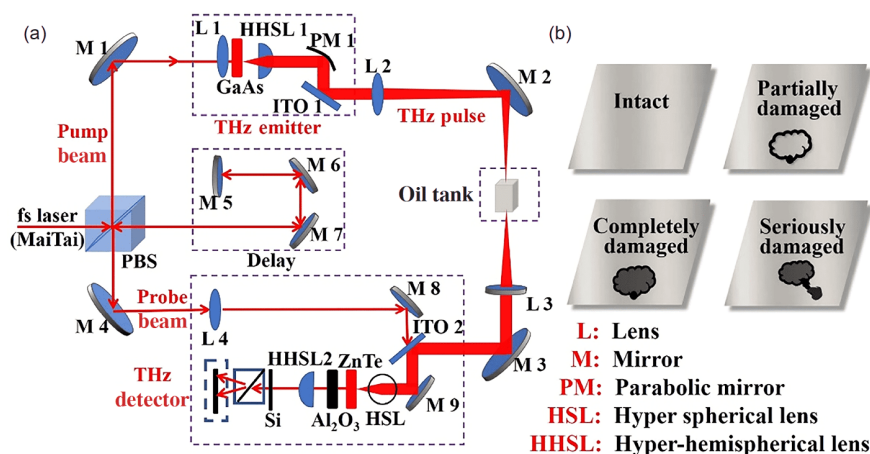 (a)
M 1
L 1
HHSL 1
PM 1
GaAs
ITO 1
L 2
M 2
THz emitter
THz pulse
Pump
beam
M 5
M 6
M 7
Delay
Oil tank
fs laser
(MaiTai)
PBS
M 4
Probe
beam
L 4
M 8
ITO 2
L 3
M 3
THz
detector
HHSL2
ZnTe
Si
Al₂O₃
HSL
M 9
(b)
Intact
Partially
damaged
Completely
damaged
Seriously
damaged
L: Lens
M: Mirror
PM: Parabolic mirror
HSL: Hyper spherical lens
HHSL: Hyper-hemispherical lens